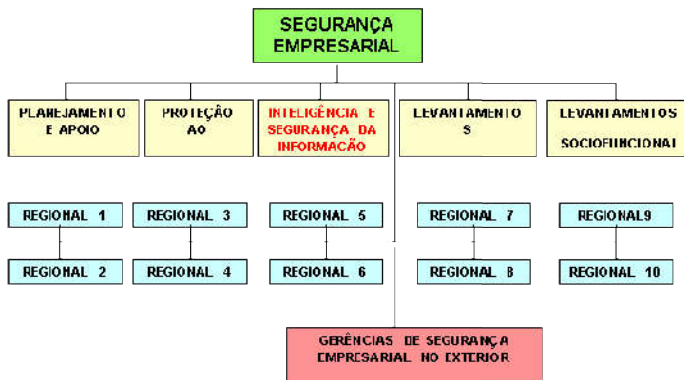 SEGURANÇA
EMPRESARIAL
PLANEJAMENTO
E APOIO
PROTEÇÃO
AO
INTELIGÊNCIA E
SEGURANÇA DA
INFORMAÇÃO
LEVANTAMENTO
S
LEVANTAMENTOS
SOCIOFUNCIONAL
REGIONAL 1
REGIONAL 3
REGIONAL 5
REGIONAL 7
REGIONAL9
REGIONAL 2
REGIONAL 4
REGIONAL 6
REGIONAL 8
REGIONAL 10
GERÊNCIAS DE SEGURANÇA
EMPRESARIAL NO EXTERIOR